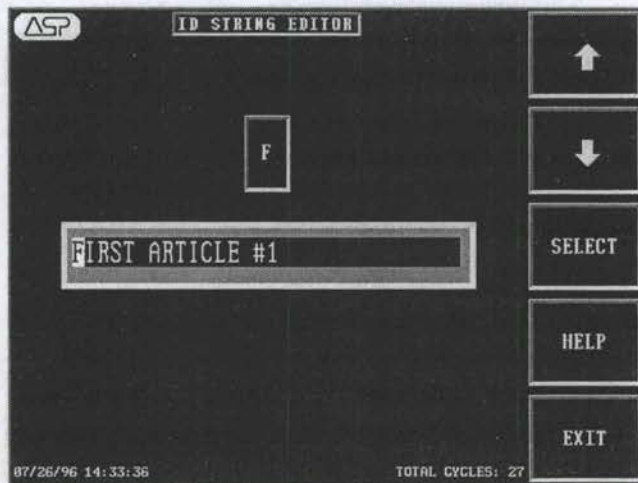 ASP
ID STRING EDITOR
F
FIRST ARTICLE #1
SELECT
HELP
EXIT
07/26/96 14:33:36
TOTAL CYCLES: 27